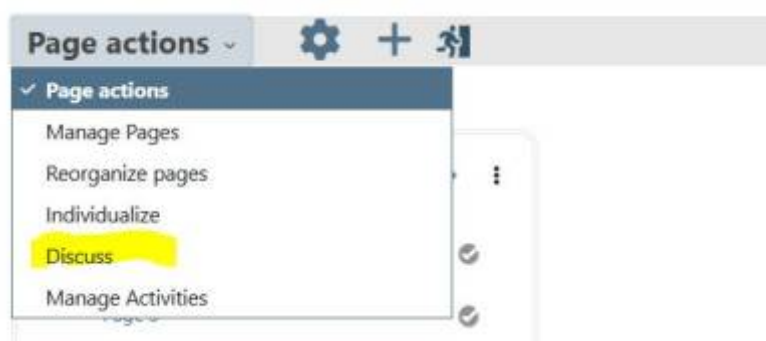 Page actions
Page actions
Manage Pages
Reorganize pages
Individualize
Discuss
Manage Activities